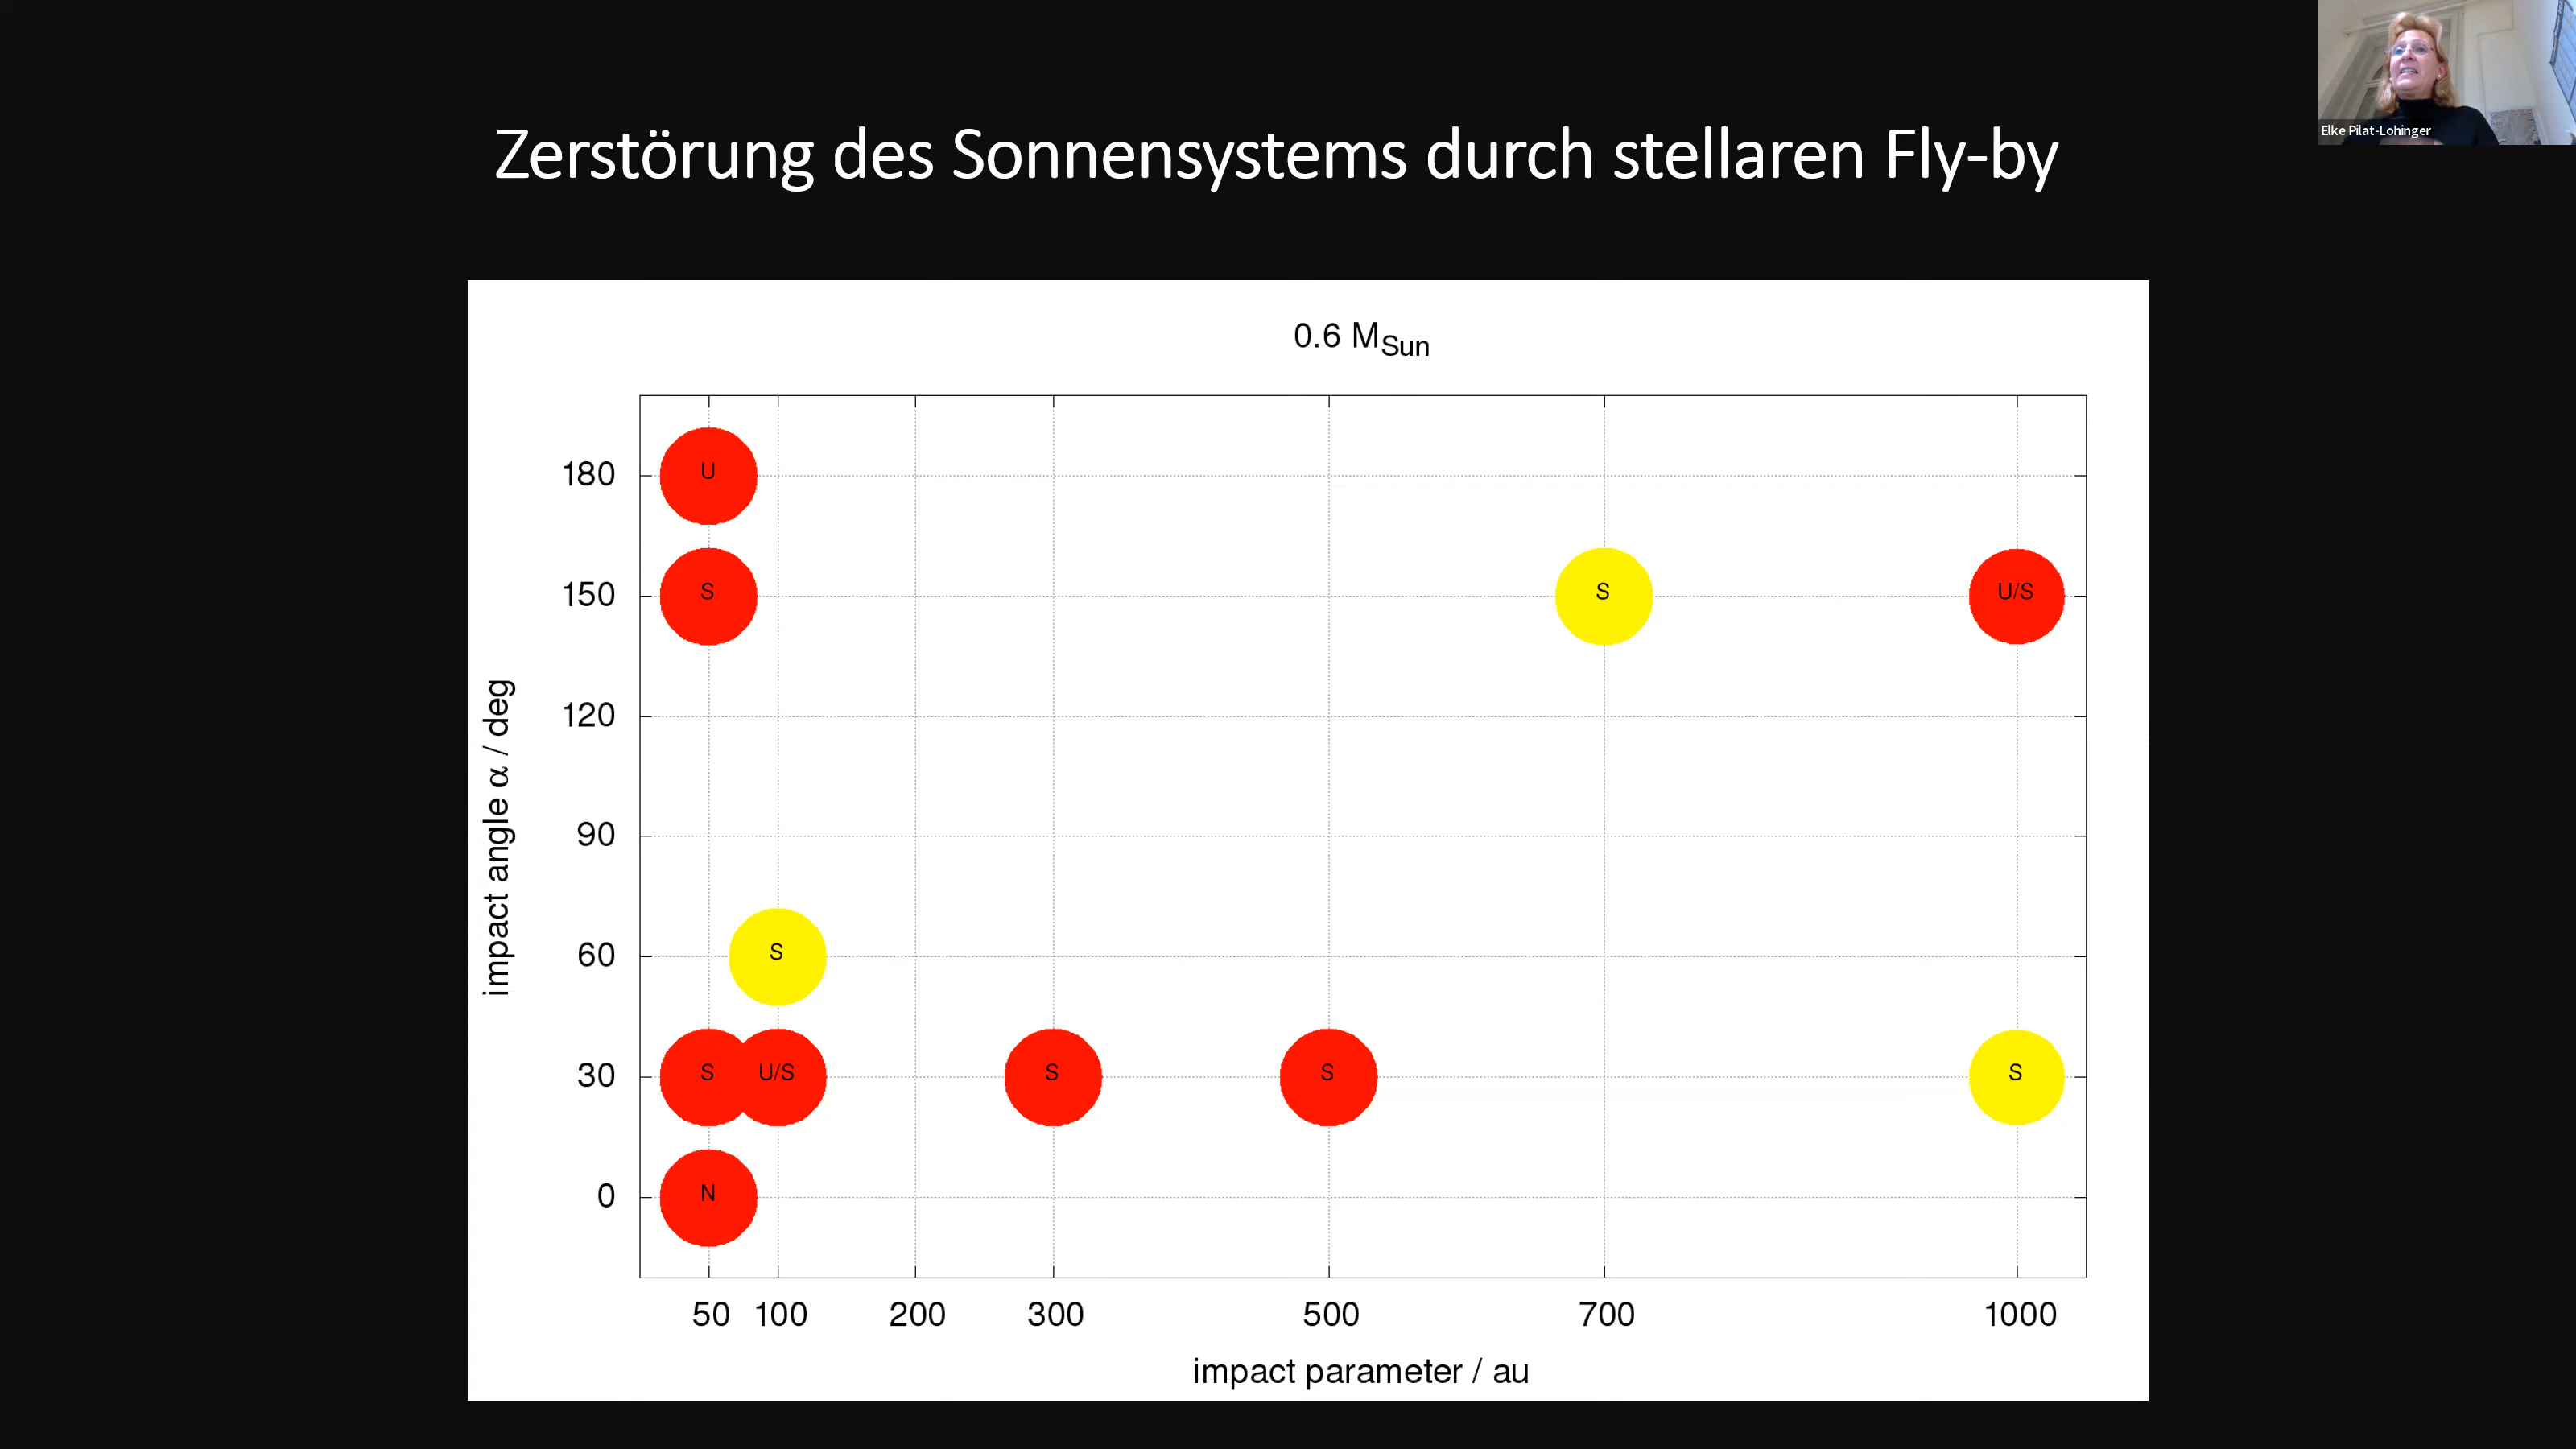 Elke Pilat-Lohinger
Zerstörung des Sonnensystems durch stellaren Fly-by
0.6 MSun
impact angle α / deg
180
U
150
S
S
U/S
120
90
60
S
30
S
U/S
S
S
S
0
N
50 100 200 300 500 700 1000
impact parameter / au